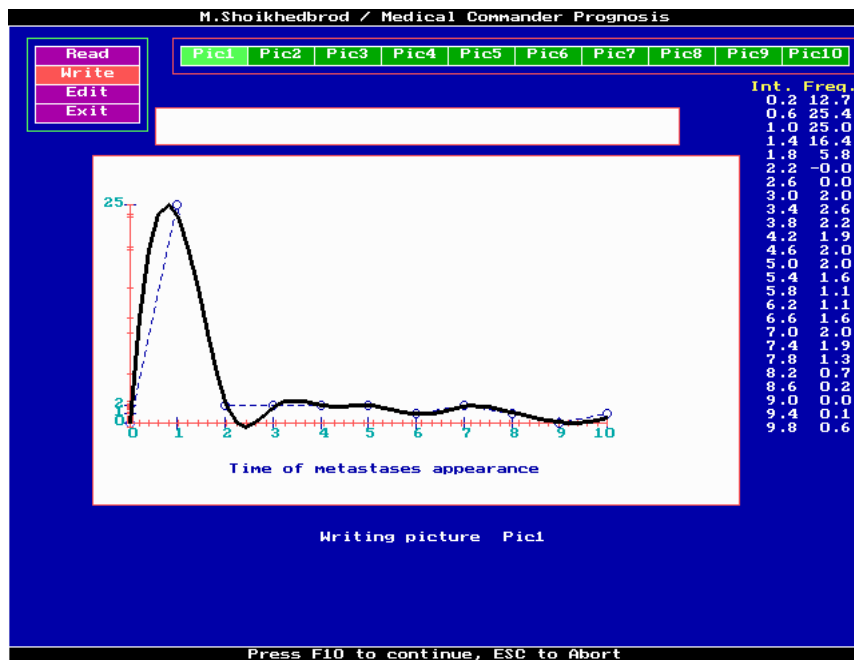 M.Shoikhedbrod / Medical Commander Prognosis
Read
Write
Edit
Exit
Pic1 Pic2 Pic3 Pic4 Pic5 Pic6 Pic7 Pic8 Pic9 Pic10
Int. Freq.
0.2 12.7
0.6 25.4
1.0 25.0
1.4 16.4
1.8 5.8
2.2 -0.0
2.6 0.0
3.0 2.0
3.4 2.6
3.8 2.2
4.2 1.9
4.6 2.0
5.0 2.0
5.4 1.6
5.8 1.1
6.2 1.1
6.6 1.6
7.0 2.0
7.4 1.9
7.8 1.3
8.2 0.7
8.6 0.2
9.0 0.0
9.4 0.1
9.8 0.6
25
2
1
0
0 1 2 3 4 5 6 7 8 9 10
Time of metastases appearance
Writing picture Pic1
Press F10 to continue, ESC to Abort